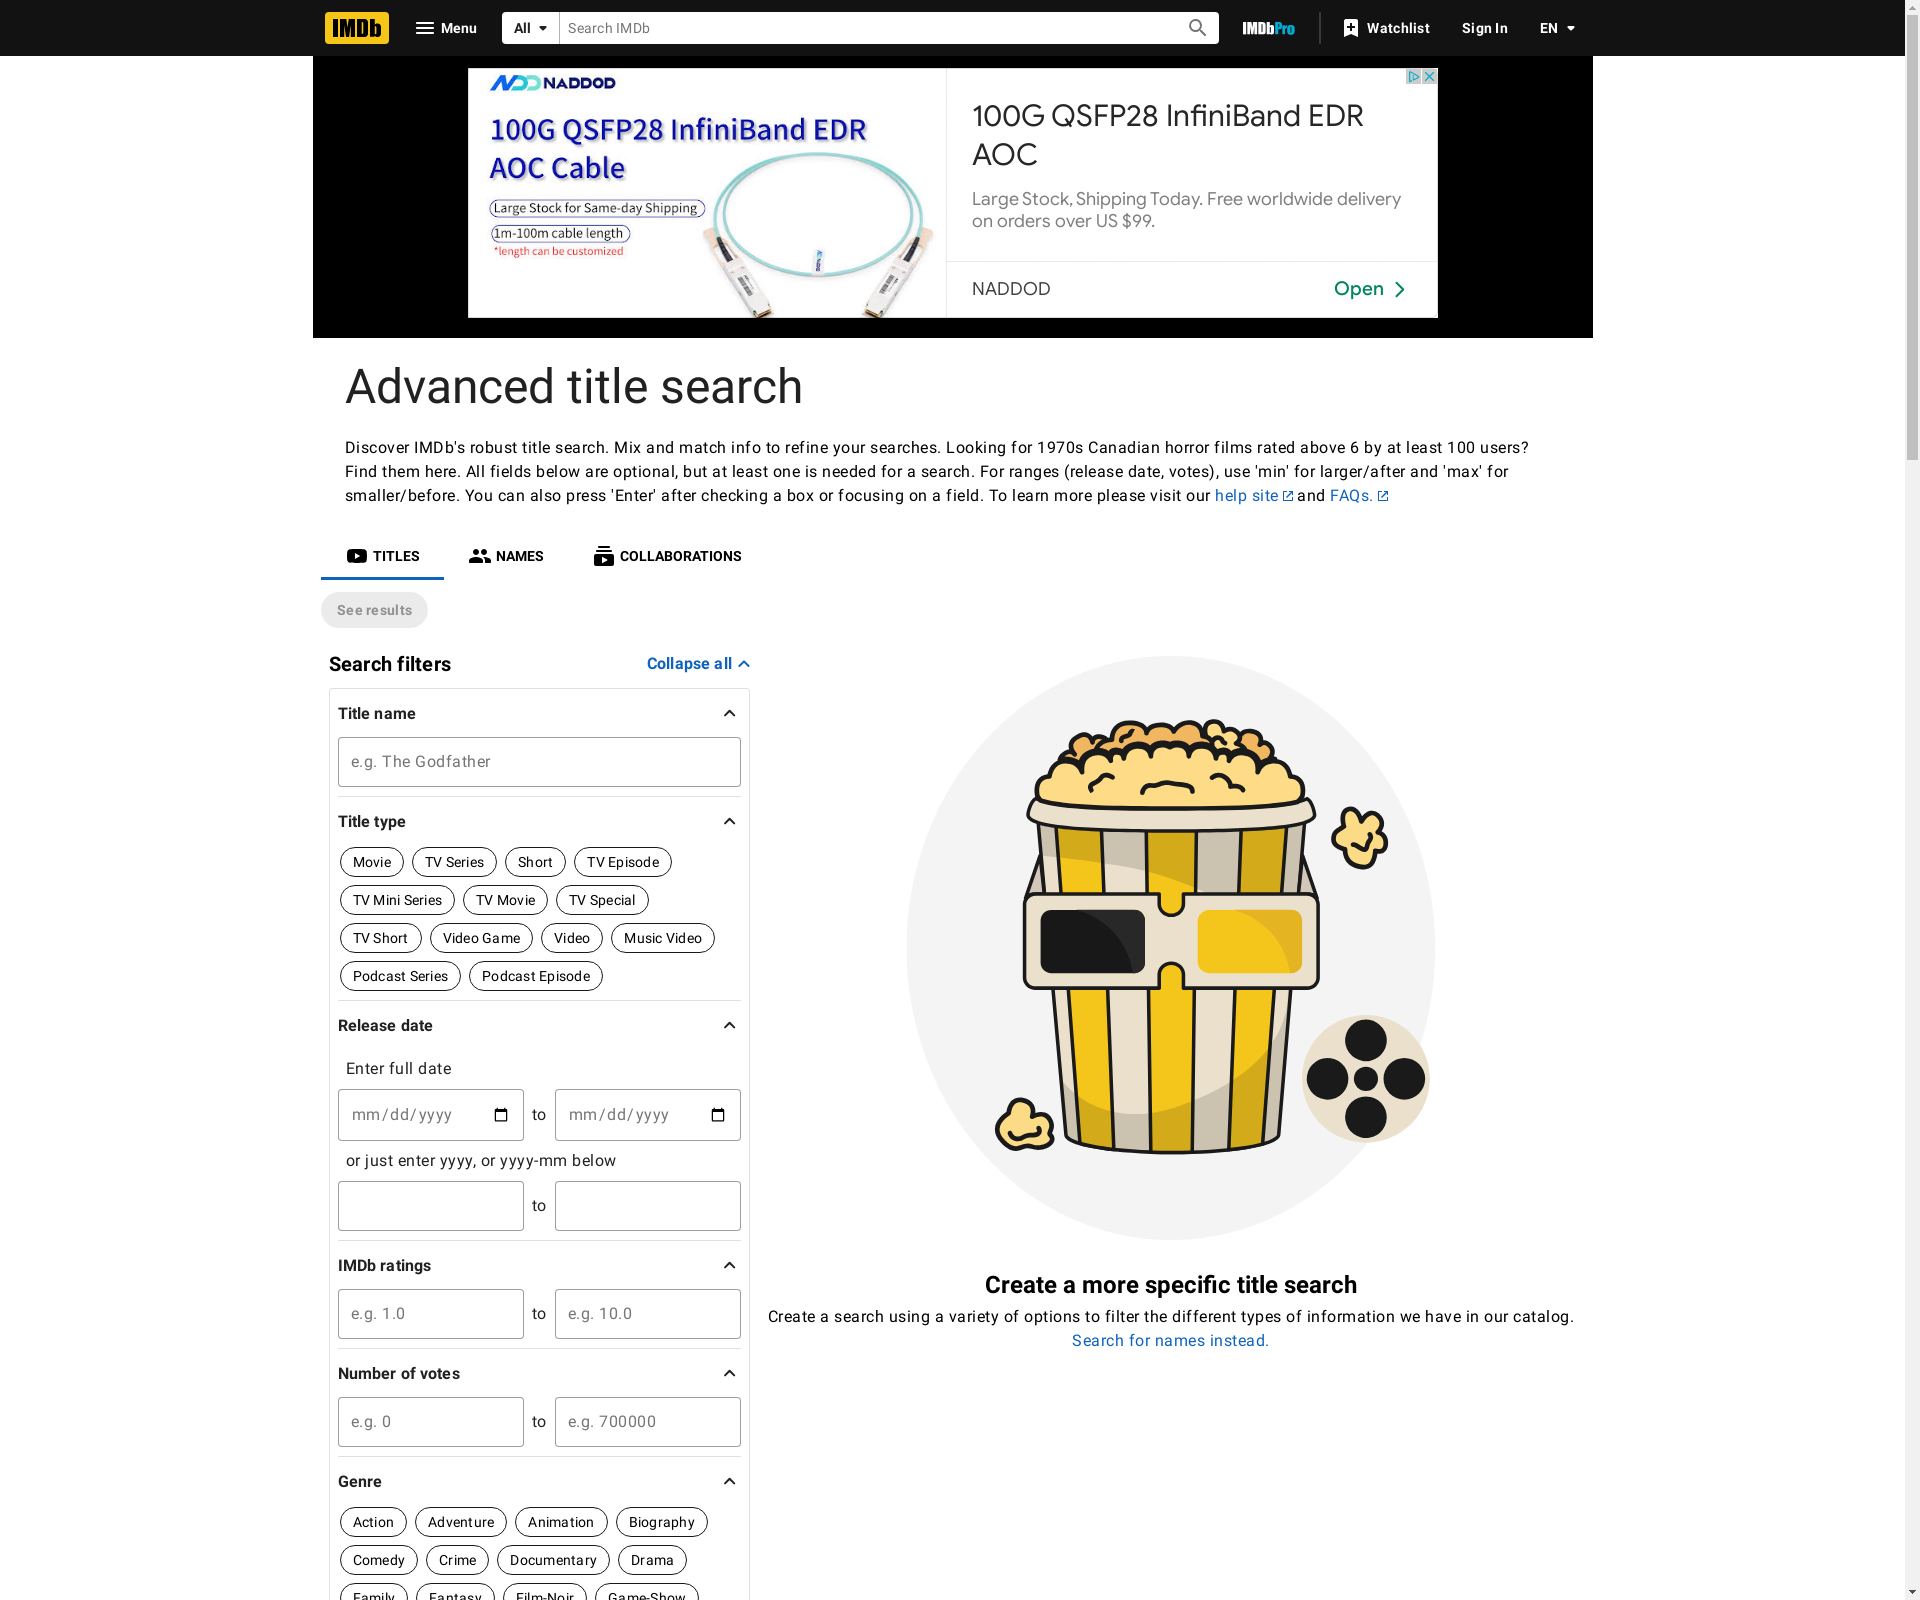 IMDb Menu All Search IMDb IMDbPro Watchlist Sign In EN
NADDOD
100G QSFP28 InfiniBand EDR
AOC Cable
Large Stock for Same-day Shipping
1m-100m cable length
*length can be customized
100G QSFP28 InfiniBand EDR
AOC
Large Stock, Shipping Today. Free worldwide delivery
on orders over US $99.
NADDOD Open
Advanced title search
Discover IMDb's robust title search. Mix and match info to refine your searches. Looking for 1970s Canadian horror films rated above 6 by at least 100 users?
Find them here. All fields below are optional, but at least one is needed for a search. For ranges (release date, votes), use 'min' for larger/after and 'max' for
smaller/before. You can also press 'Enter' after checking a box or focusing on a field. To learn more please visit our help site and FAQs.
TITLES NAMES COLLABORATIONS
See results
Search filters Collapse all
Title name
e.g. The Godfather
Title type
Movie TV Series Short TV Episode
TV Mini Series TV Movie TV Special
TV Short Video Game Video Music Video
Podcast Series Podcast Episode
Release date
Enter full date
mm/dd/yyyy to mm/dd/yyyy
or just enter yyyy, or yyyy-mm below
to
IMDb ratings
e.g. 1.0 to e.g. 10.0
Number of votes
e.g. 0 to e.g. 700000
Genre
Action Adventure Animation Biography
Comedy Crime Documentary Drama
Family Fantasy Film-Noir Game-Show
Create a more specific title search
Create a search using a variety of options to filter the different types of information we have in our catalog.
Search for names instead.